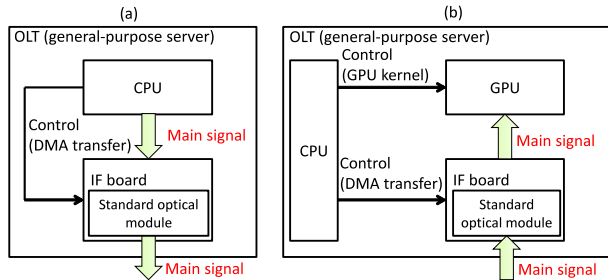 (a)
OLT (general-purpose server)
CPU
Control
(DMA transfer)
Main signal
IF board
Standard optical
module
Main signal
(b)
OLT (general-purpose server)
Control
(GPU kernel)
GPU
CPU
Main signal
Control
(DMA transfer)
IF board
Standard
optical module
Main signal